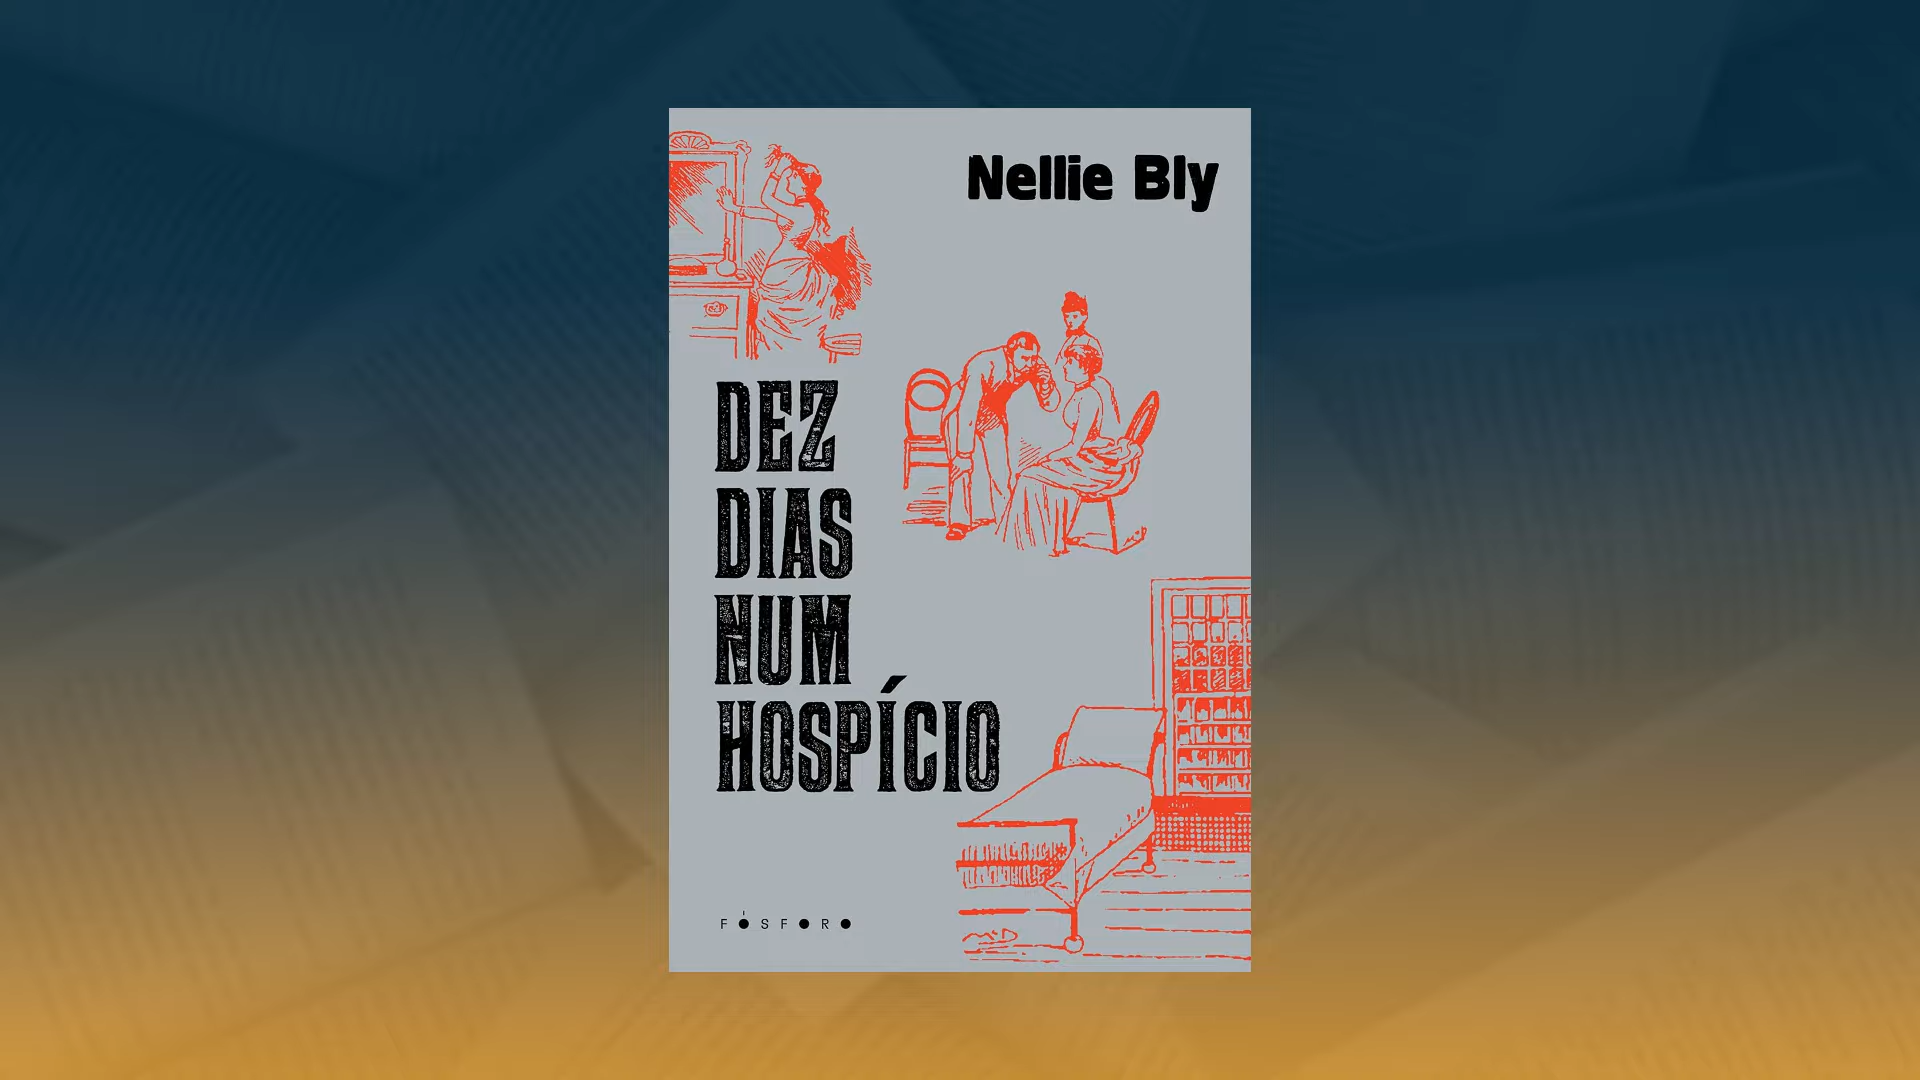 Nellie Bly
DEZ
DIAS
NUM
HOSPÍCIO
FÓSFORO